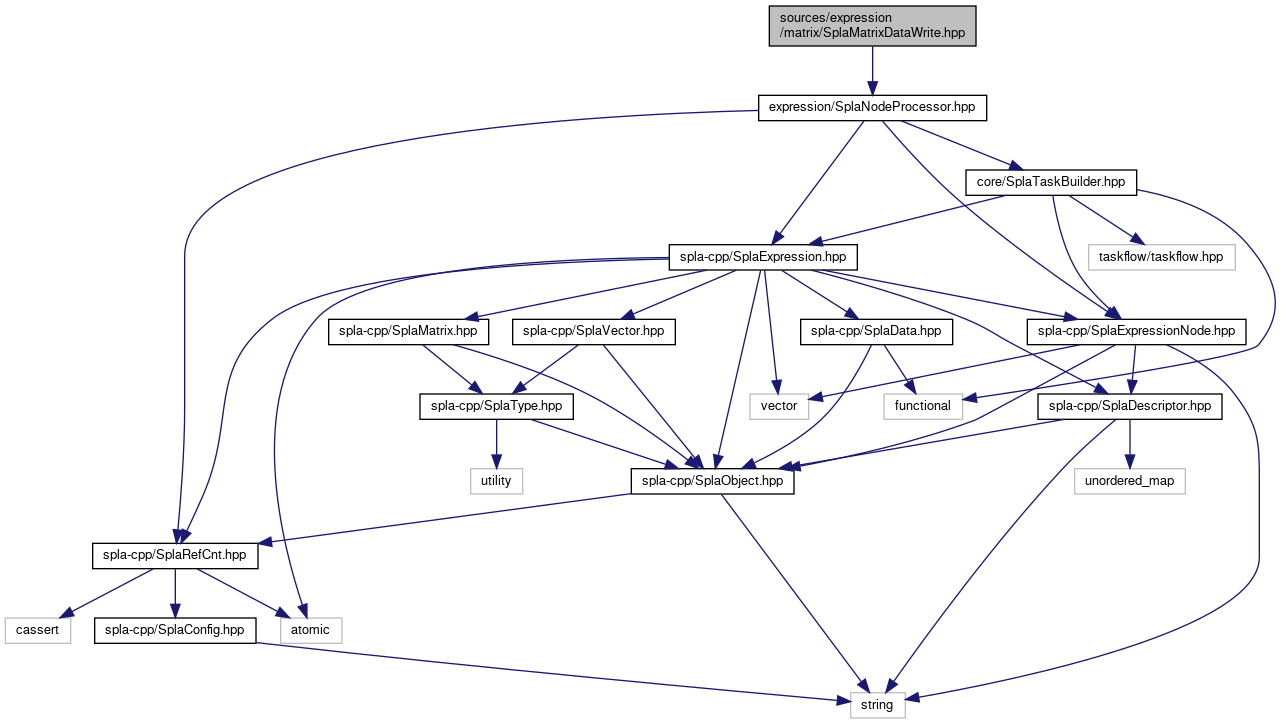 sources/expression
/matrix/SplaMatrixDataWrite.hpp
expression/SplaNodeProcessor.hpp
core/SplaTaskBuilder.hpp
spla-cpp/SplaExpression.hpp
taskflow/taskflow.hpp
spla-cpp/SplaMatrix.hpp
spla-cpp/SplaVector.hpp
spla-cpp/SplaData.hpp
spla-cpp/SplaExpressionNode.hpp
spla-cpp/SplaType.hpp
vector
functional
spla-cpp/SplaDescriptor.hpp
utility
spla-cpp/SplaObject.hpp
unordered_map
spla-cpp/SplaRefCnt.hpp
cassert
spla-cpp/SplaConfig.hpp
atomic
string